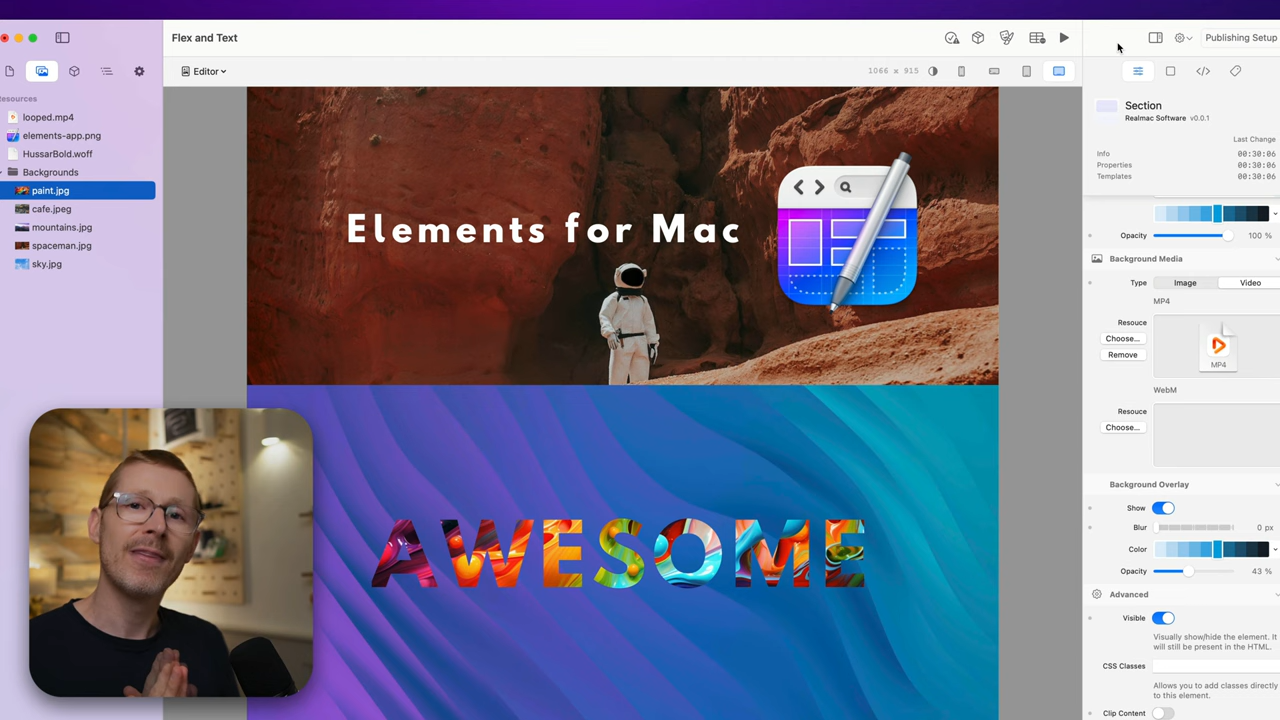 Flex and Text
Publishing Setup
Editor
1066 x 915
esources
looped.mp4
elements-app.png
HussarBold.woff
Backgrounds
paint.jpg
cafe.jpeg
mountains.jpg
spaceman.jpg
sky.jpg
Elements for Mac
AWESOME
Section
Realmac Software v0.0.1
Last Change
Info 00:30:06
Properties 00:30:06
Templates 00:30:06
Opacity 100 %
Background Media
Type Image Video
MP4
Resouce
Choose...
Remove
MP4
WebM
Resouce
Choose...
Background Overlay
Show
Blur 0 px
Color
Opacity 43 %
Advanced
Visible
Visually show/hide the element. It
will still be present in the HTML.
CSS Classes
Allows you to add classes directly
to this element.
Clip Content